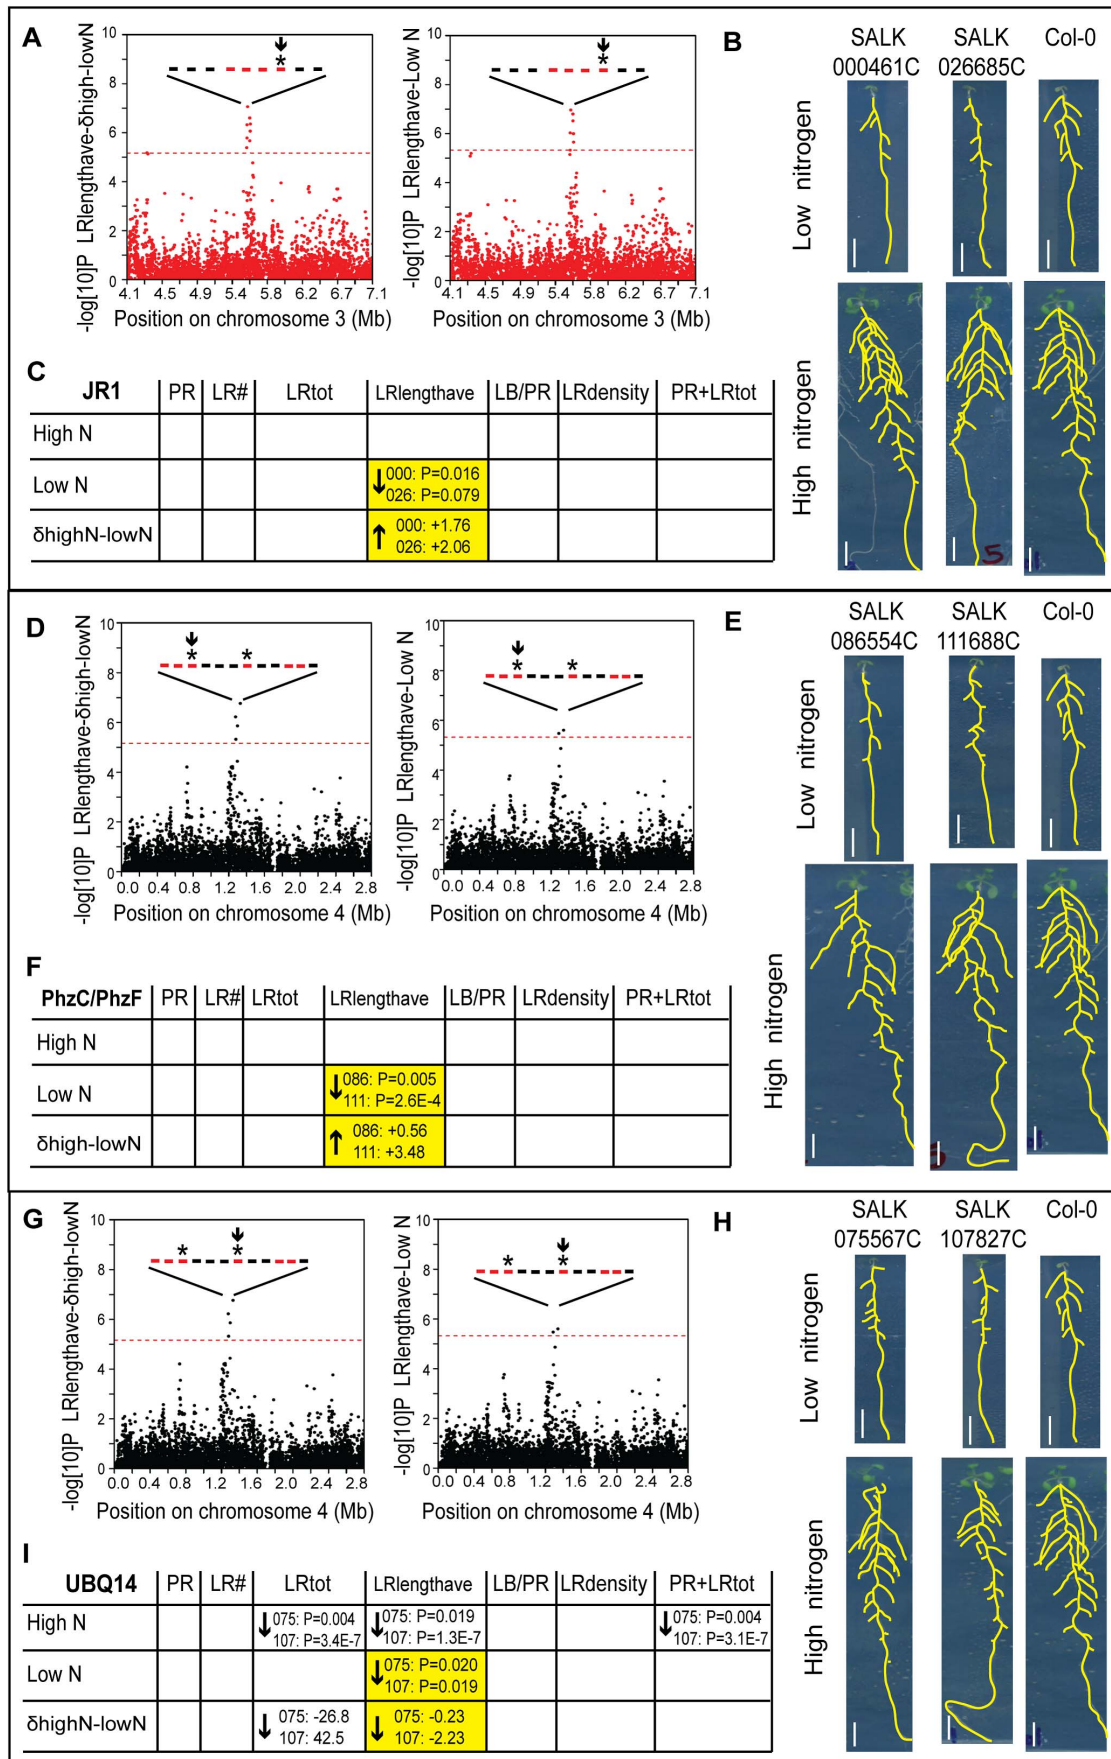 A
-log[10]P LRlengthave-δhigh-lowN
10
8
6
4
2
0
*
4.1 4.5 4.9 5.4 5.8 6.2 6.7 7.1
Position on chromosome 3 (Mb)
-log[10]P LRlengthave-Low N
10
8
6
4
2
0
*
4.1 4.5 4.9 5.4 5.8 6.2 6.7 7.1
Position on chromosome 3 (Mb)
B
SALK SALK Col-0
000461C 026685C
Low nitrogen
High nitrogen
5
C
JR1 PR LR# LRtot LRlengthave LB/PR LRdensity PR+LRtot
High N
Low N ↓ 000: P=0.016
026: P=0.079
δhighN-lowN ↑ 000: +1.76
026: +2.06
D
-log[10]P LRlengthave-δhigh-lowN
10
8
6
4
2
0
* *
0.0 0.4 0.8 1.2 1.6 2.0 2.4 2.8
Position on chromosome 4 (Mb)
-log[10]P LRlengthave-Low N
10
8
6
4
2
0
* *
0.0 0.4 0.8 1.2 1.6 2.0 2.4 2.8
Position on chromosome 4 (Mb)
E
SALK SALK Col-0
086554C 111688C
Low nitrogen
High nitrogen
F
PhzC/PhzF PR LR# LRtot LRlengthave LB/PR LRdensity PR+LRtot
High N
Low N ↓ 086: P=0.005
111: P=2.6E-4
δhigh-lowN ↑ 086: +0.56
111: +3.48
G
-log[10]P LRlengthave-δhigh-lowN
10
8
6
4
2
0
* *
0.0 0.4 0.8 1.2 1.6 2.0 2.4 2.8
Position on chromosome 4 (Mb)
-log[10]P LRlengthave-Low N
10
8
6
4
2
0
* *
0.0 0.4 0.8 1.2 1.6 2.0 2.4 2.8
Position on chromosome 4 (Mb)
H
SALK SALK Col-0
075567C 107827C
Low nitrogen
High nitrogen
I
UBQ14 PR LR# LRtot LRlengthave LB/PR LRdensity PR+LRtot
High N ↓ 075: P=0.004 ↓ 075: P=0.019 ↓ 075: P=0.004
107: P=3.4E-7 107: P=1.3E-7 107: P=3.1E-7
Low N ↓ 075: P=0.020
107: P=0.019
δhighN-lowN ↓ 075: -26.8 ↓ 075: -0.23
107: 42.5 107: -2.23